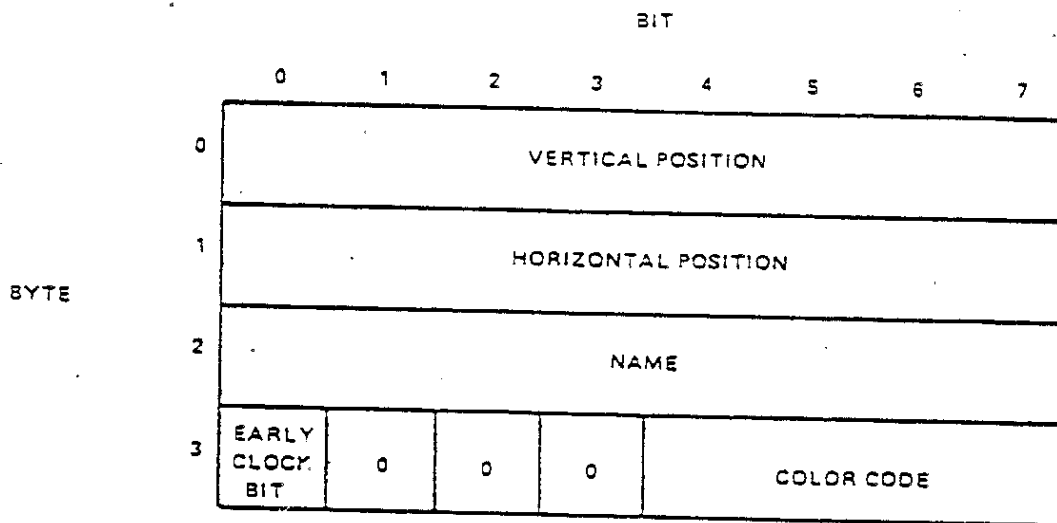 BIT
0 1 2 3 4 5 6 7
0 VERTICAL POSITION
1 HORIZONTAL POSITION
BYTE
2 NAME
3 EARLY CLOCK BIT 0 0 0 COLOR CODE